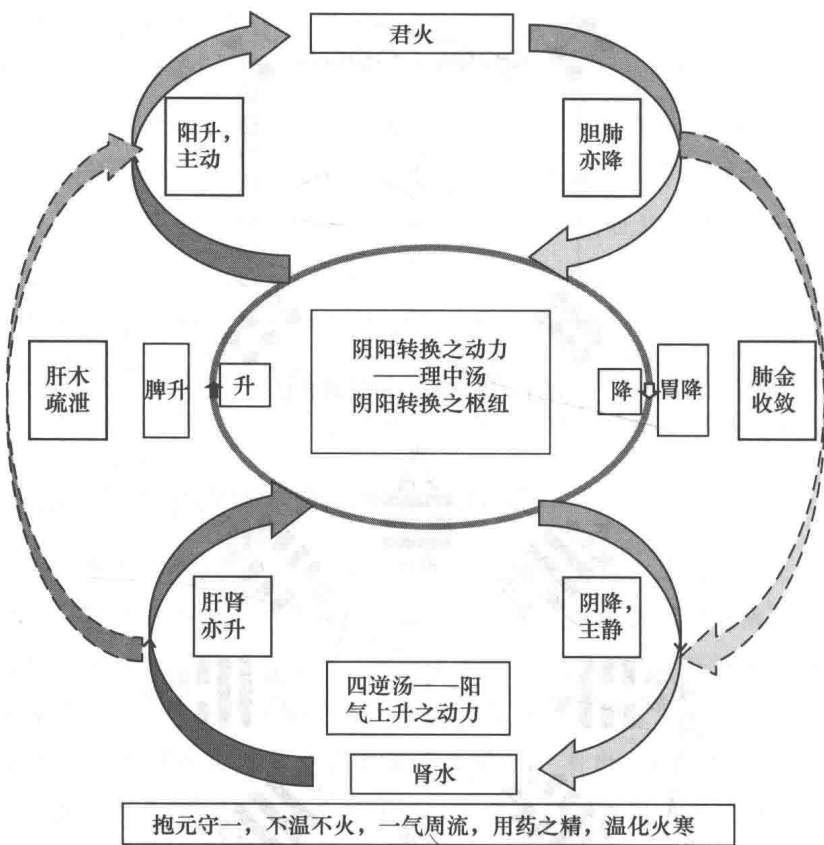 君火
阳升，
主动
胆肺
亦降
阴阳转换之动力
——理中汤
阴阳转换之枢纽
肝木
疏泄
脾升
升
降
胃降
肺金
收敛
肝肾
亦升
阴降，
主静
四逆汤——阳
气上升之动力
肾水
抱元守一，不温不火，一气周流，用药之精，温化火寒